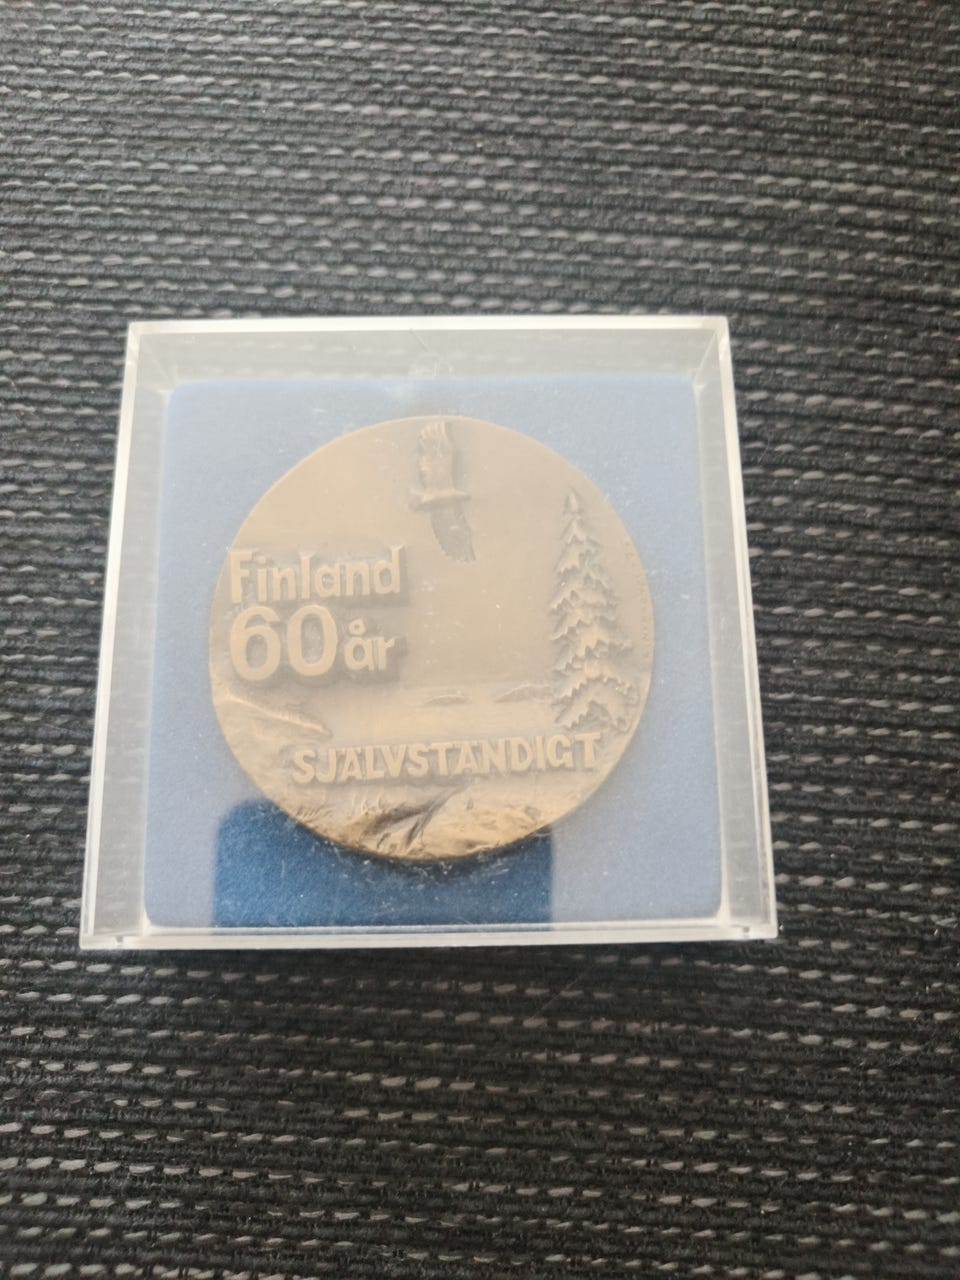 Finland
60 år
SJÄLVSTÄNDIGT